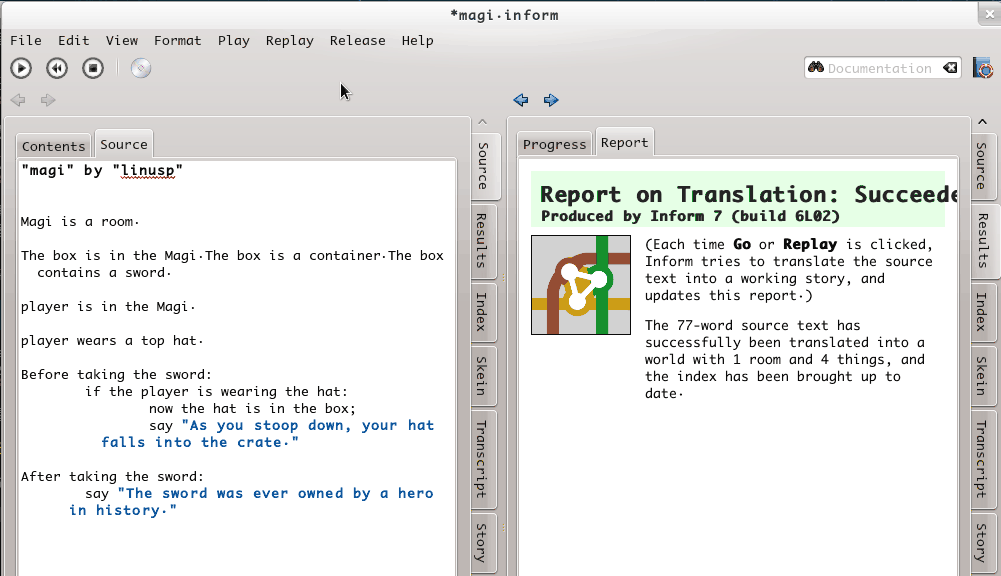 *magi.inform
File Edit View Format Play Replay Release Help
Documentation
Contents Source
"magi" by "linusp"
Magi is a room.
The box is in the Magi.The box is a container.The box
contains a sword.
player is in the Magi.
player wears a top hat.
Before taking the sword:
if the player is wearing the hat:
now the hat is in the box;
say "As you stoop down, your hat
falls into the crate."
After taking the sword:
say "The sword was ever owned by a hero
in history."
Source
Results
Index
Skein
Transcript
Story
Progress Report
Report on Translation: Succeede
Produced by Inform 7 (build 6L02)
(Each time Go or Replay is clicked,
Inform tries to translate the source
text into a working story, and
updates this report.)
The 77-word source text has
successfully been translated into a
world with 1 room and 4 things, and
the index has been brought up to
date.
Source
Results
Index
Skein
Transcript
Story